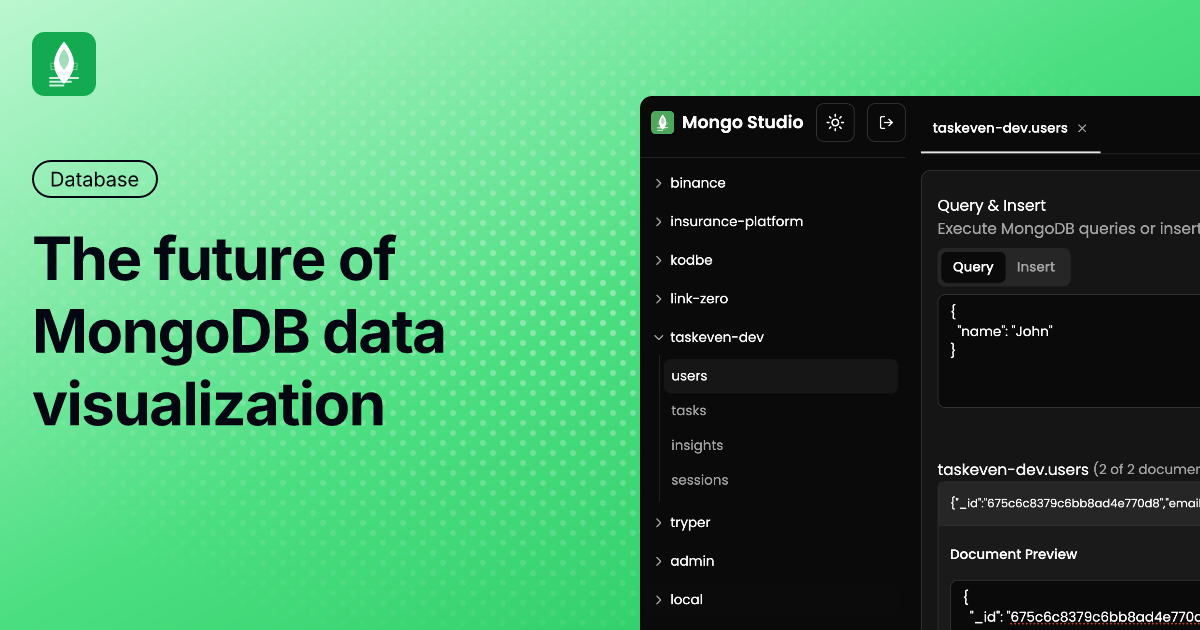 Database
The future of
MongoDB data
visualization
Mongo Studio
binance
insurance-platform
kodbe
link-zero
taskeven-dev
users
tasks
insights
sessions
tryper
admin
local
taskeven-dev.users
Query & Insert
Execute MongoDB queries or insert
Query Insert
{
"name": "John"
}
taskeven-dev.users (2 of 2 documen
{"_id":"675c6c8379c6bb8ad4e770d8","email
Document Preview
{
"_id": "675c6c8379c6bb8ad4e770d